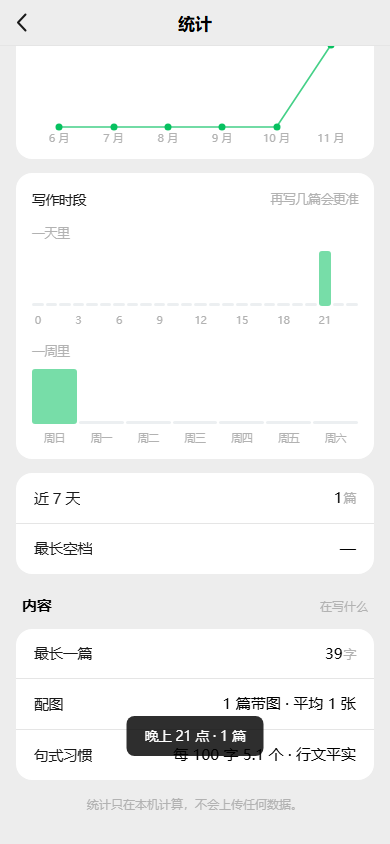 统计
6 月 7 月 8 月 9 月 10 月 11 月
写作时段 再写几篇会更准
一天里
0 3 6 9 12 15 18 21
一周里
周日 周一 周二 周三 周四 周五 周六
近 7 天 1篇
最长空档 —
内容 在写什么
最长一篇 39字
配图 1 篇带图 · 平均 1 张
晚上 21 点 · 1 篇
句式习惯 每 100 字 5.1 个 · 行文平实
统计只在本机计算，不会上传任何数据。